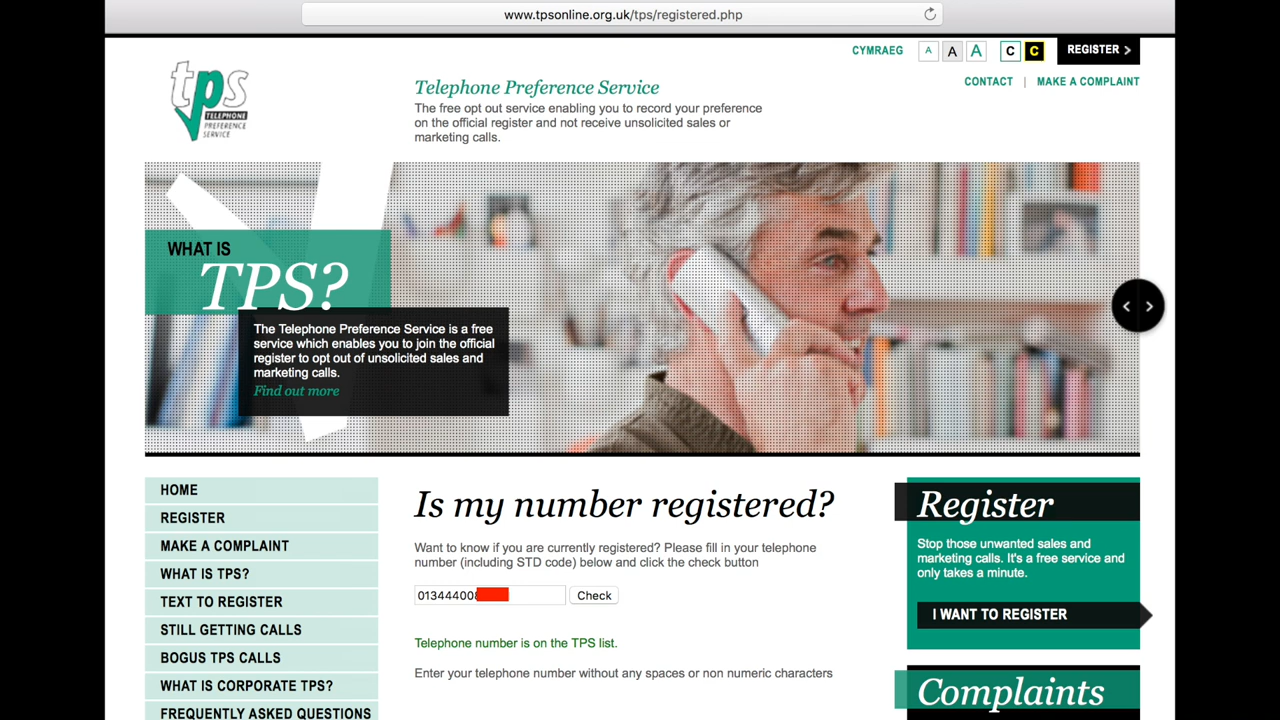 www.tpsonline.org.uk/tps/registered.php
CYMRAEG A A A C C REGISTER >
CONTACT | MAKE A COMPLAINT
tps
TELEPHONE
PREFERENCE
SERVICE
Telephone Preference Service
The free opt out service enabling you to record your preference
on the official register and not receive unsolicited sales or
marketing calls.
WHAT IS
TPS?
The Telephone Preference Service is a free
service which enables you to join the official
register to opt out of unsolicited sales and
marketing calls.
Find out more
< >
HOME
REGISTER
MAKE A COMPLAINT
WHAT IS TPS?
TEXT TO REGISTER
STILL GETTING CALLS
BOGUS TPS CALLS
WHAT IS CORPORATE TPS?
FREQUENTLY ASKED QUESTIONS
Is my number registered?
Want to know if you are currently registered? Please fill in your telephone
number (including STD code) below and click the check button
01344400 Check
Telephone number is on the TPS list.
Enter your telephone number without any spaces or non numeric characters
Register
Stop those unwanted sales and
marketing calls. It's a free service and
only takes a minute.
I WANT TO REGISTER
Complaints